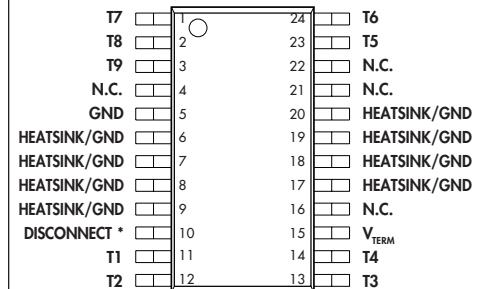 T7 1 24 T6
T8 2 23 T5
T9 3 22 N.C.
N.C. 4 21 N.C.
GND 5 20 HEATSINK/GND
HEATSINK/GND 6 19 HEATSINK/GND
HEATSINK/GND 7 18 HEATSINK/GND
HEATSINK/GND 8 17 HEATSINK/GND
HEATSINK/GND 9 16 N.C.
DISCONNECT * 10 15 VTERM
T1 11 14 T4
T2 12 13 T3